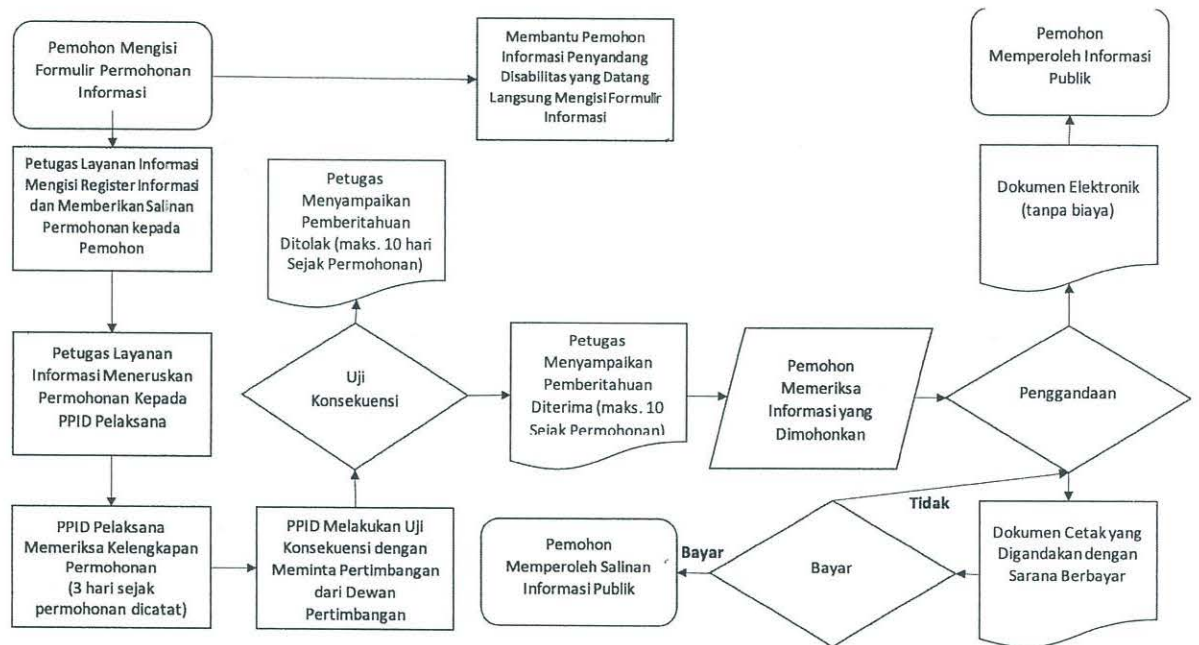 Pemohon Mengisi
Formulir Permohonan
Informasi
Membantu Pemohon
Informasi Penyandang
Disabilitas yang Datang
Langsung Mengisi Formulir
Informasi
Petugas Layanan Informasi
Mengisi Register Informasi
dan Memberikan Salinan
Permohonan kepada
Pemohon
Petugas Layanan
Informasi Meneruskan
Permohonan Kepada
PPID Pelaksana
PPID Pelaksana
Memeriksa Kelengkapan
Permohonan
(3 hari sejak
permohonan dicatat)
PPID Melakukan Uji
Konsekuensi dengan
Meminta Pertimbangan
dari Dewan
Pertimbangan
Uji
Konsekuensi
Petugas
Menyampaikan
Pemberitahuan
Ditolak (maks. 10 hari
Sejak Permohonan)
Petugas
Menyampaikan
Pemberitahuan
Diterima (maks. 10
Sejak Permohonan)
Pemohon
Memeriksa
Informasi yang
Dimohonkan
Penggandaan
Dokumen Elektronik
(tanpa biaya)
Pemohon
Memperoleh Informasi
Publik
Dokumen Cetak yang
Digandakan dengan
Sarana Berbayar
Bayar
Tidak
Bayar
Pemohon
Memperoleh Salinan
Informasi Publik